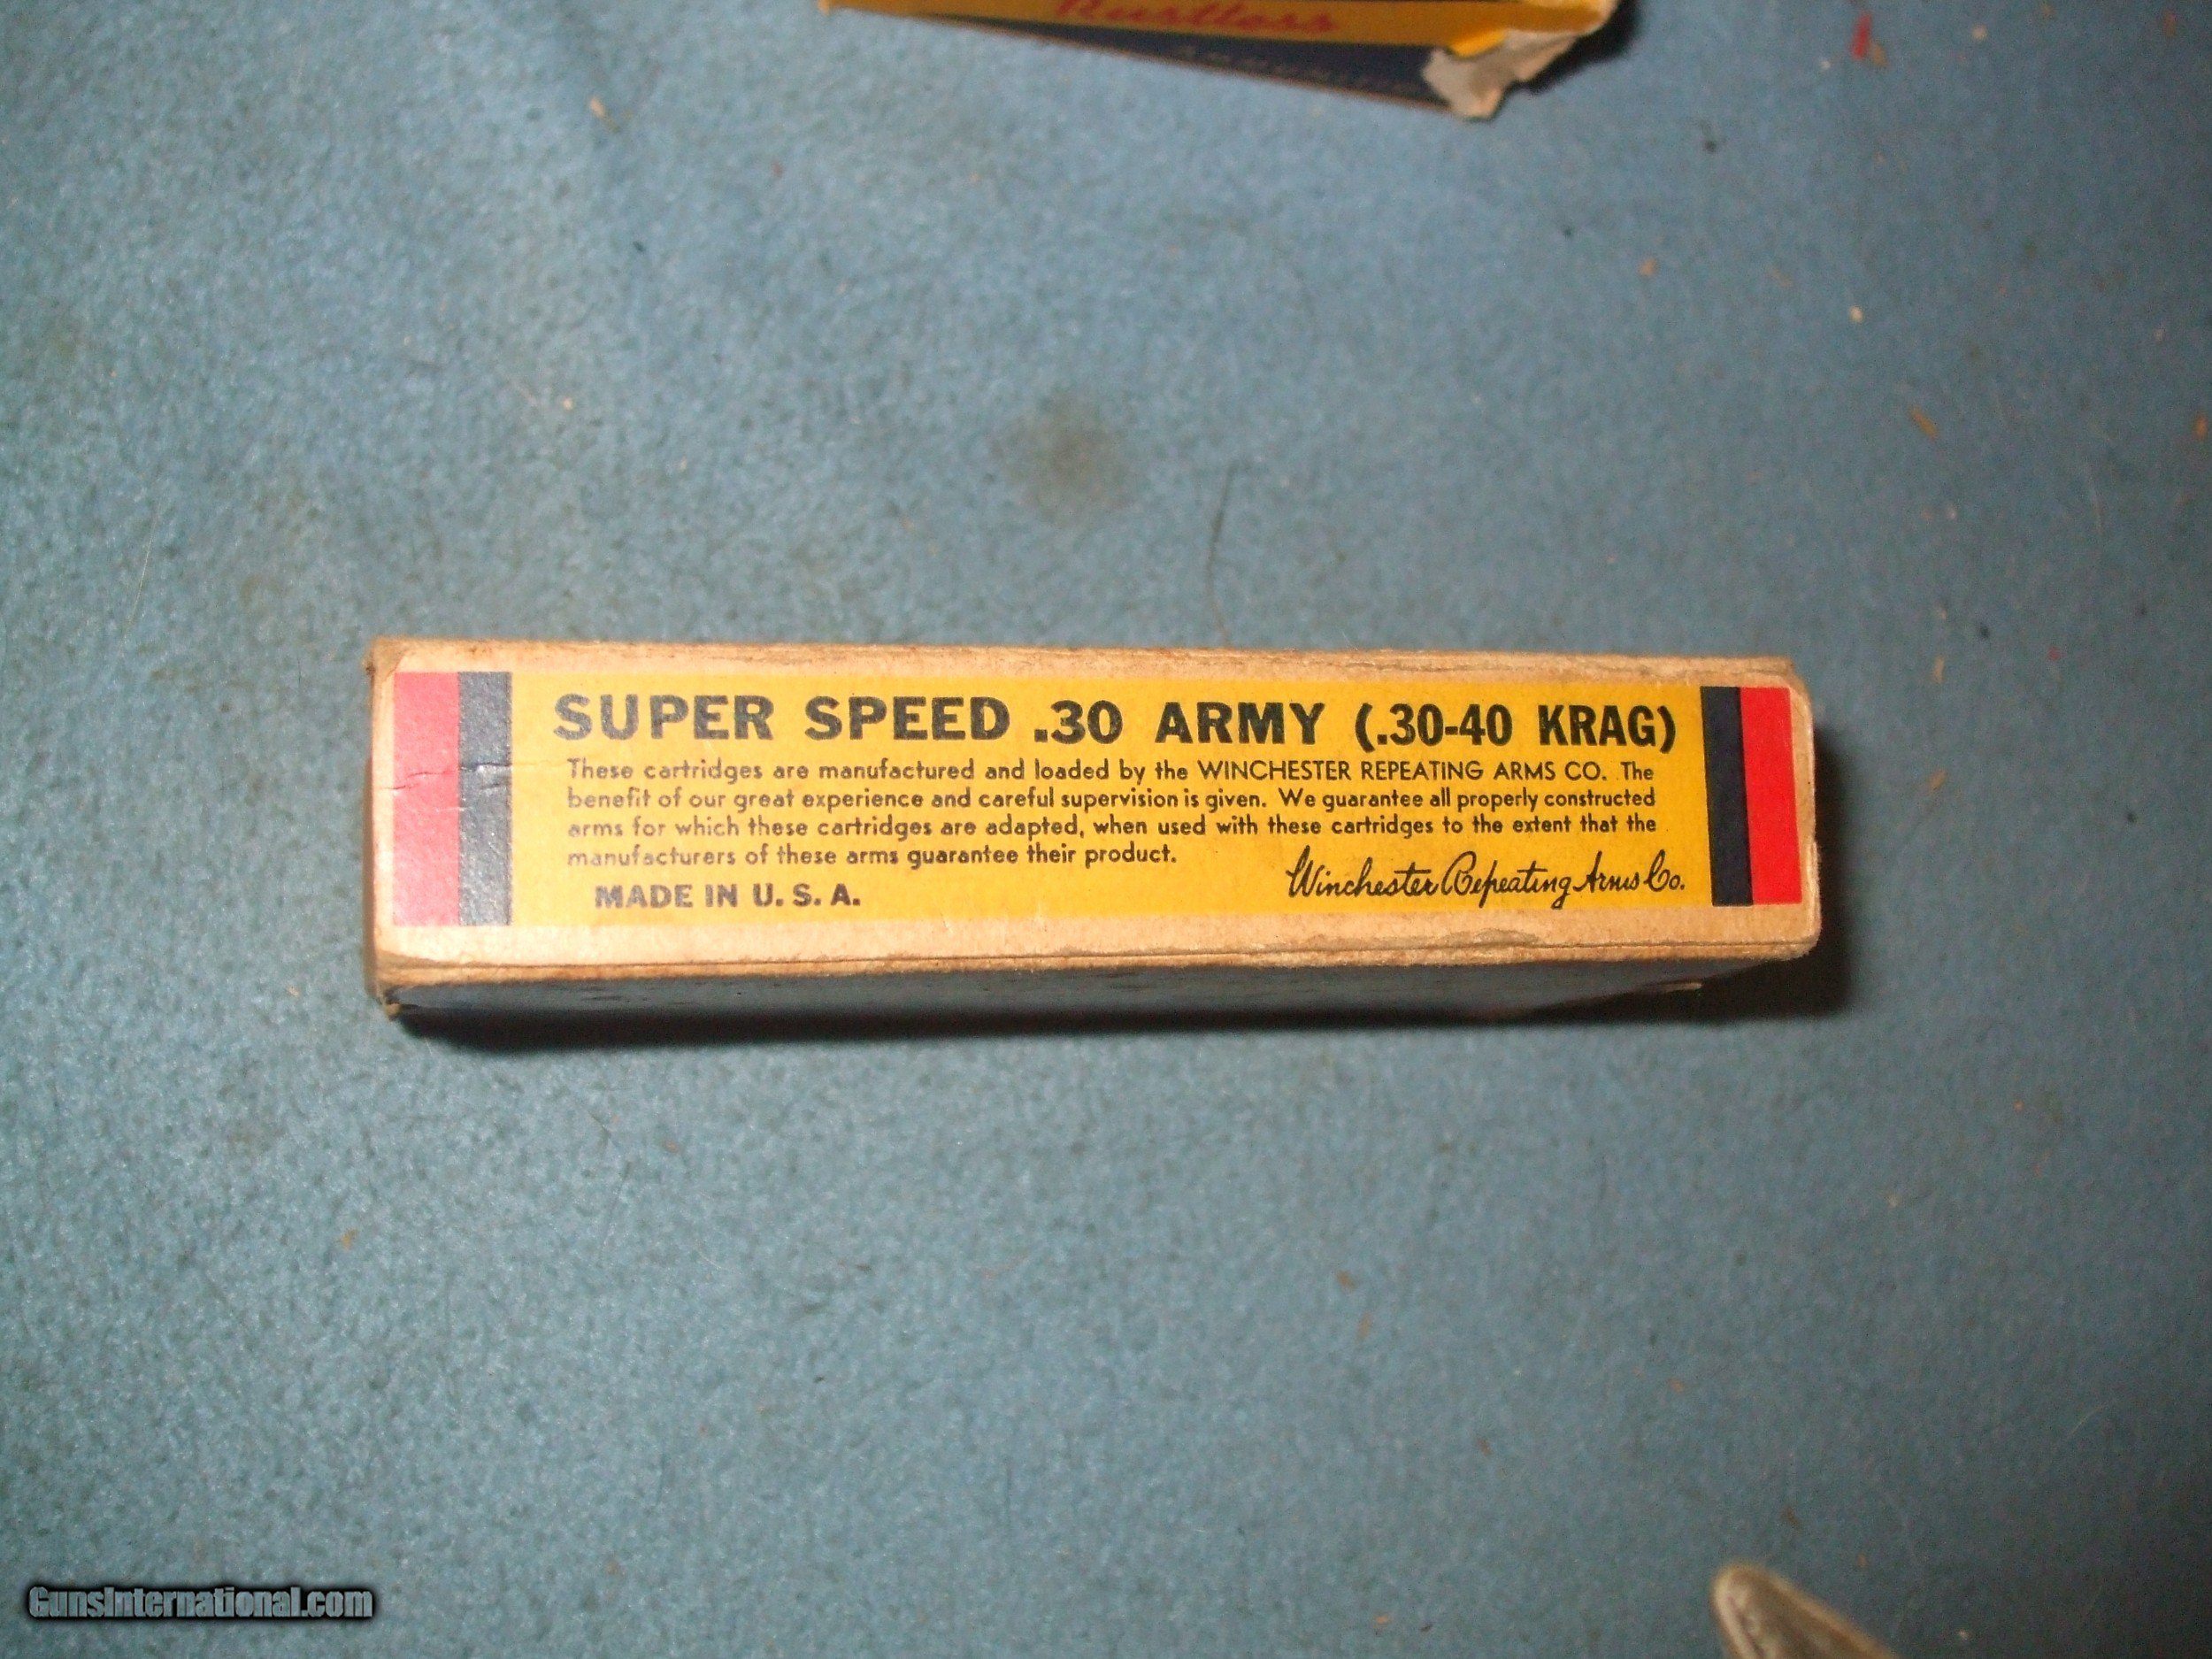 Rustless
SUPER SPEED .30 ARMY (.30-40 KRAG)
These cartridges are manufactured and loaded by the WINCHESTER REPEATING ARMS CO. The
benefit of our great experience and careful supervision is given. We guarantee all properly constructed
arms for which these cartridges are adapted, when used with these cartridges to the extent that the
manufacturers of these arms guarantee their product.
Winchester Repeating Arms Co.
MADE IN U. S. A.
GunsInternational.com